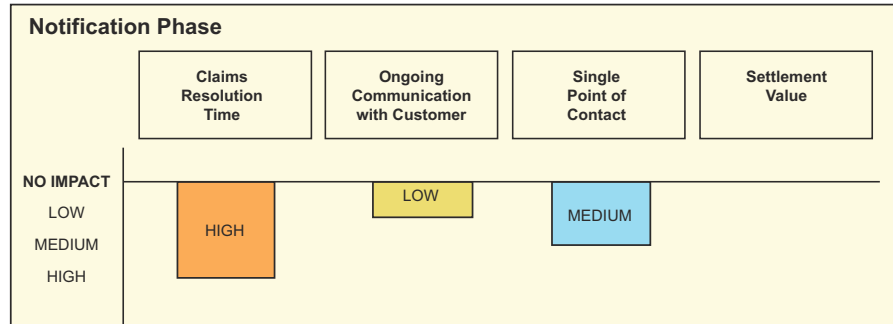 Notification Phase
Claims
Resolution
Time
Ongoing
Communication
with Customer
Single
Point of
Contact
Settlement
Value
NO IMPACT
LOW
MEDIUM
HIGH
HIGH
LOW
MEDIUM